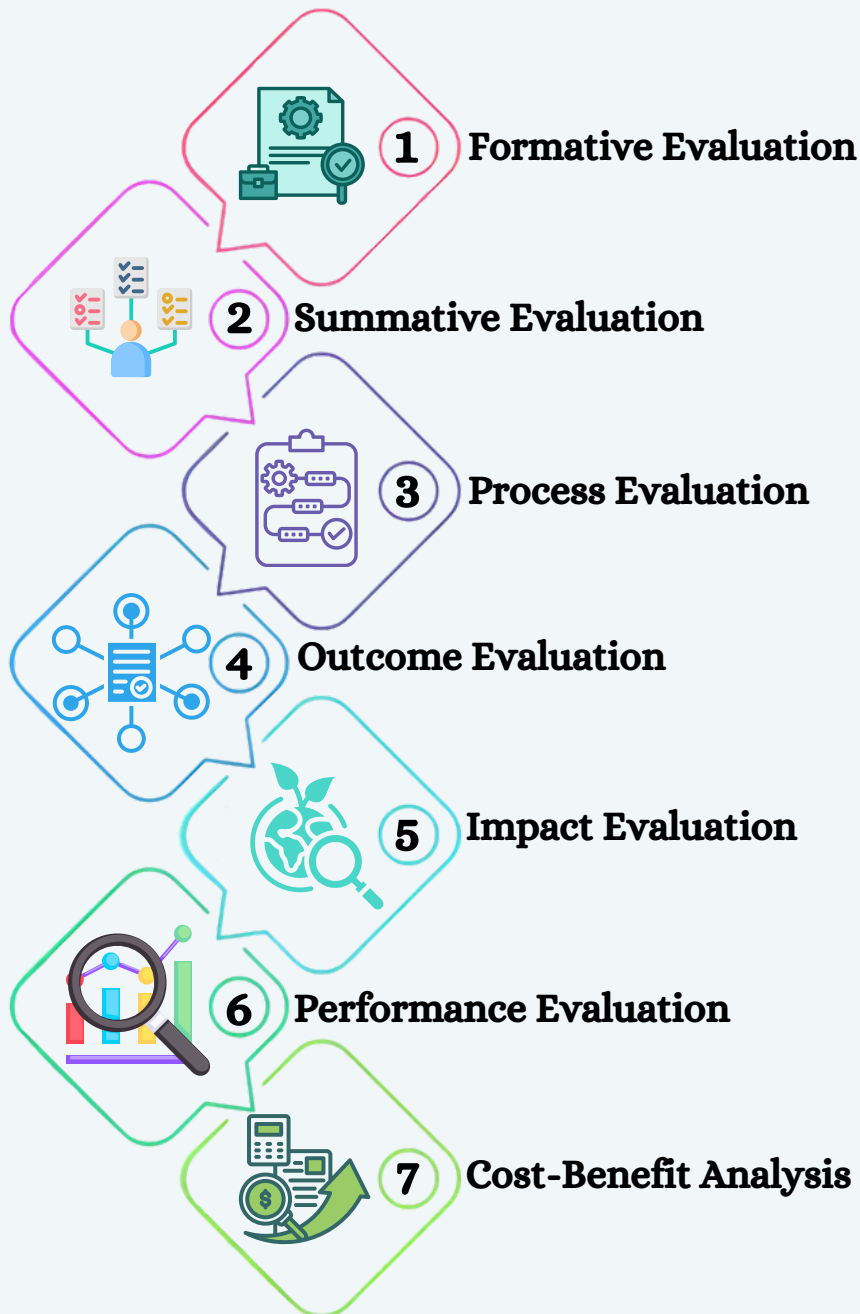 1 Formative Evaluation
2 Summative Evaluation
3 Process Evaluation
4 Outcome Evaluation
5 Impact Evaluation
6 Performance Evaluation
$
7 Cost-Benefit Analysis